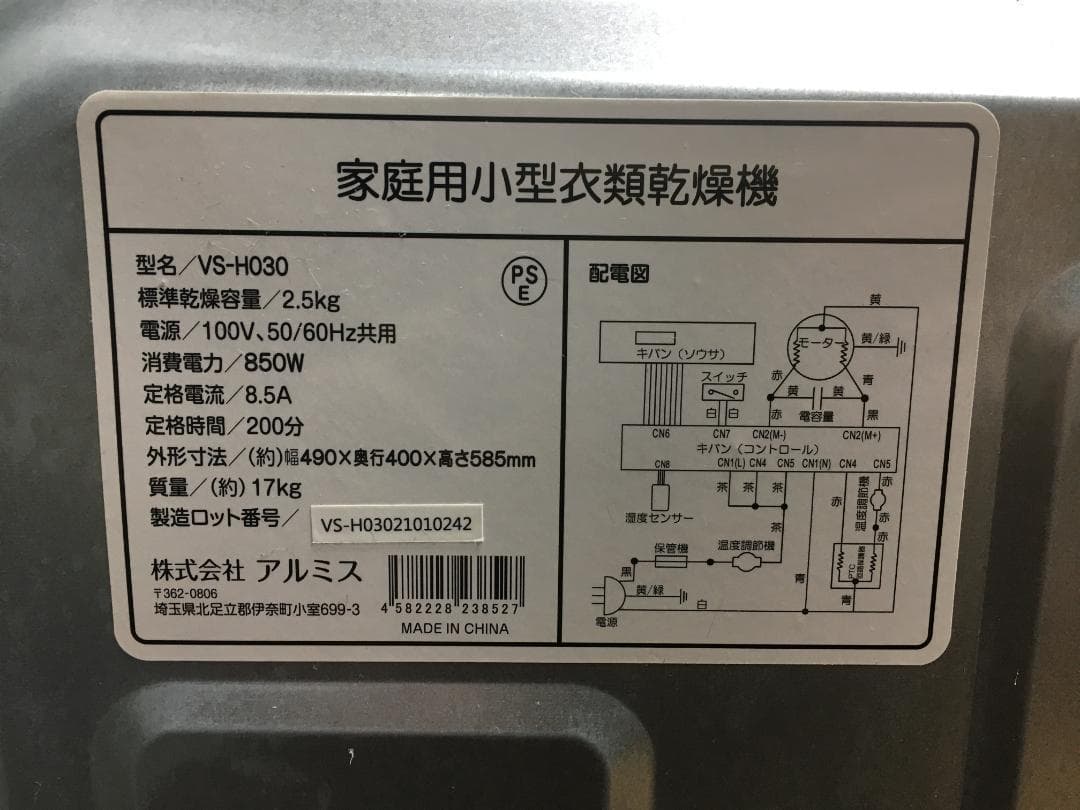 家庭用小型衣類乾燥機
型名／VS-H030
PS
E
標準乾燥容量／2.5kg
電源／100V、50/60Hz共用
消費電力／850W
定格電流／8.5A
定格時間／200分
外形寸法／(約)幅490×奥行400×高さ585mm
質量／(約)17kg
製造ロット番号／
VS-H03021010242
株式会社 アルミス
〒362-0806
埼玉県北足立郡伊奈町小室699-3
4 582228 238527
MADE IN CHINA
配電図
黄
モーター
黄/緑
キバン（ソウサ）
スイッチ
赤
青
黄
黄
白
白
赤
電容量
黒
CN6
CN7
CN2(M-)
CN2(M+)
キバン（コントロール）
CN8
CN1(L)
CN4
CN5
CN1(N)
CN4
CN5
茶
茶
赤
温度調節機
赤
湿度センサー
赤
茶
赤
保管機
温度調節機
PTC
黒
青
青
黄/緑
白
電源